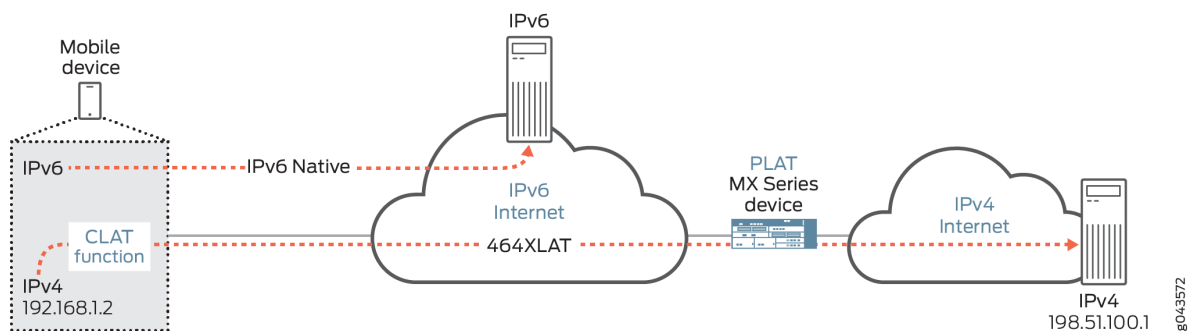 IPv6
Mobile
device
IPv6
IPv6 Native
IPv6
Internet
PLAT
MX Series
device
IPv4
Internet
CLAT
function
464XLAT
IPv4
192.168.1.2
IPv4
198.51.100.1
g043572